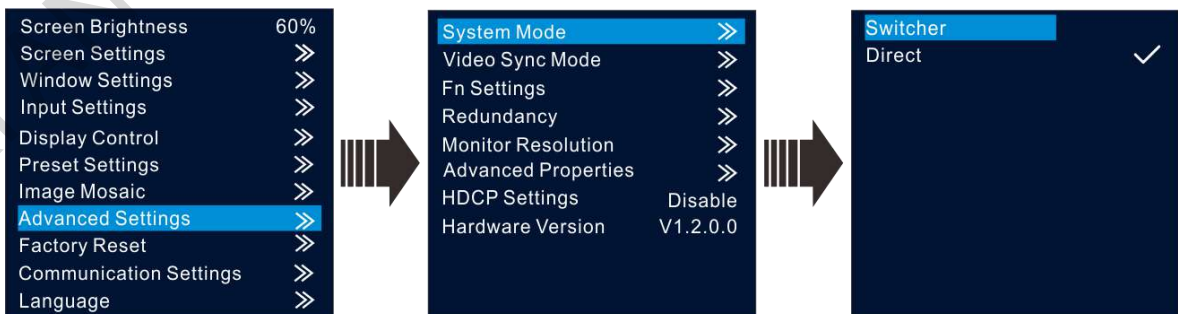 Screen Brightness 60%
Screen Settings
Window Settings
Input Settings
Display Control
Preset Settings
Image Mosaic
Advanced Settings
Factory Reset
Communication Settings
Language
System Mode
Video Sync Mode
Fn Settings
Redundancy
Monitor Resolution
Advanced Properties
HDCP Settings Disable
Hardware Version V1.2.0.0
Switcher
Direct